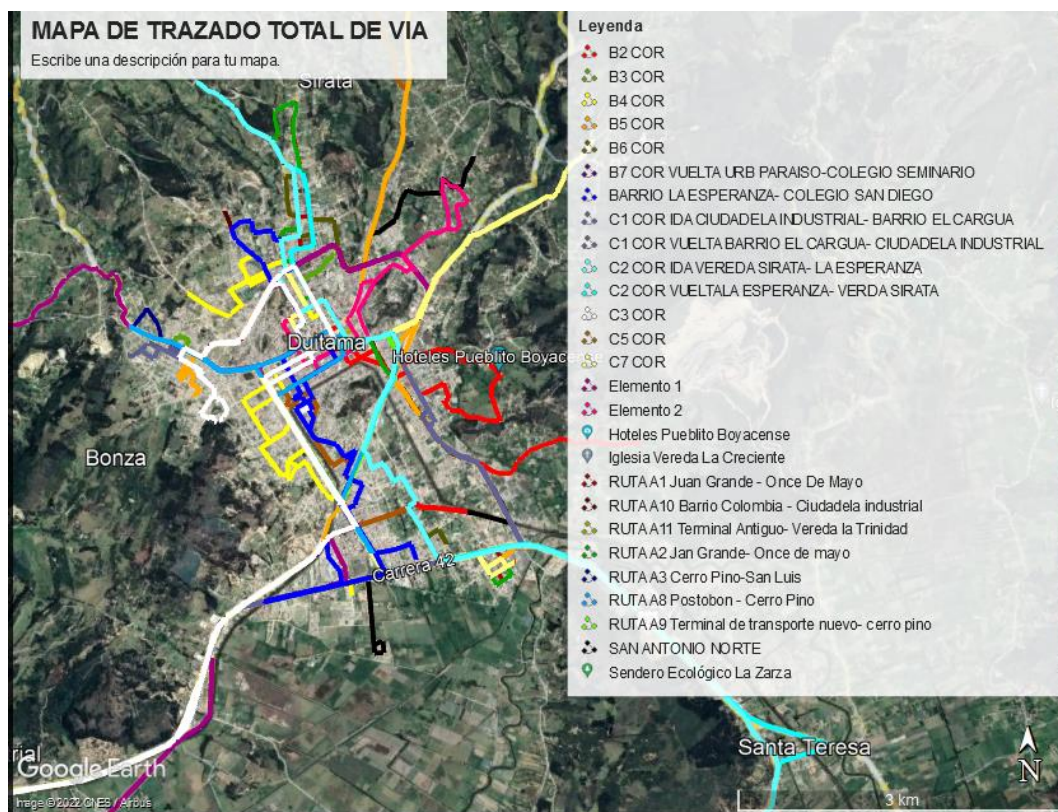 MAPA DE TRAZADO TOTAL DE VIA
Escribe una descripción para tu mapa.
Sirata
Duitama
Hoteles Pueblito Boyacense
Bonza
Carrera 42
Santa Teresa
rial
Google Earth
Image © 2022 CNES / Airbus
N
3 km
Leyenda
B2 COR
B3 COR
B4 COR
B5 COR
B6 COR
B7 COR VUELTA URB PARAISO-COLEGIO SEMINARIO
BARRIO LA ESPERANZA- COLEGIO SAN DIEGO
C1 COR IDA CIUDADELA INDUSTRIAL- BARRIO EL CARGUA
C1 COR VUELTA BARRIO EL CARGUA- CIUDADELA INDUSTRIAL
C2 COR IDA VEREDA SIRATA- LA ESPERANZA
C2 COR VUELTALA ESPERANZA- VERDA SIRATA
C3 COR
C5 COR
C7 COR
Elemento 1
Elemento 2
Hoteles Pueblito Boyacense
Iglesia Vereda La Creciente
RUTA A1 Juan Grande - Once De Mayo
RUTA A10 Barrio Colombia - Ciudadela industrial
RUTA A11 Terminal Antiguo- Vereda la Trinidad
RUTA A2 Jan Grande- Once de mayo
RUTA A3 Cerro Pino-San Luis
RUTA A8 Postobon - Cerro Pino
RUTA A9 Terminal de transporte nuevo- cerro pino
SAN ANTONIO NORTE
Sendero Ecológico La Zarza